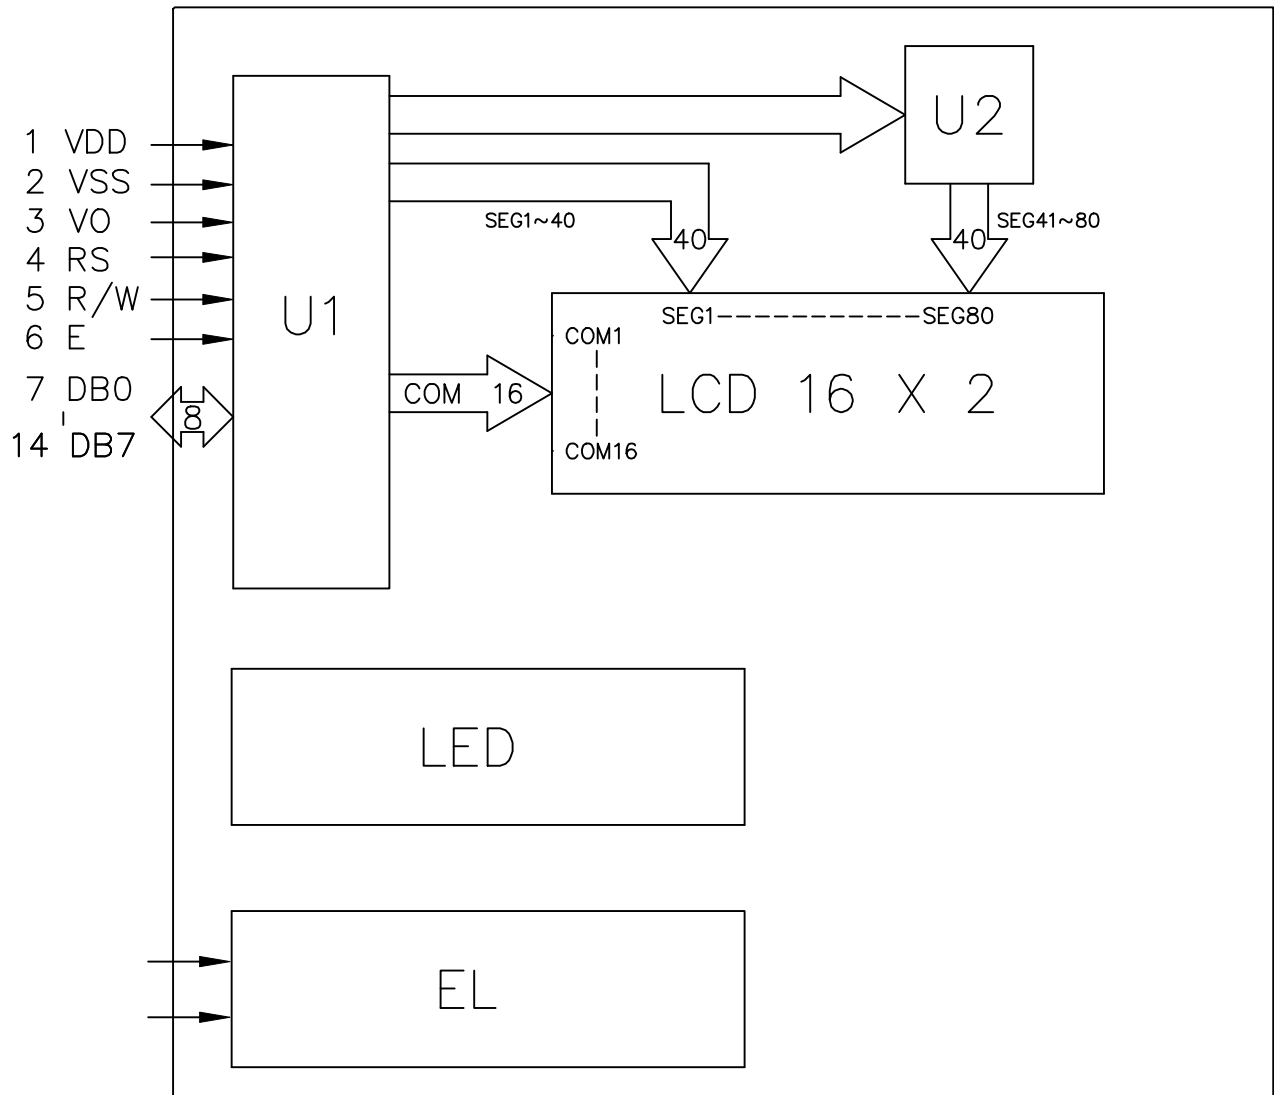 1 VDD
2 VSS
3 VO
4 RS
5 R/W
6 E
7 DB0
14 DB7
8
U1
U2
SEG1~40
40
40
SEG41~80
SEG1
SEG80
COM1
COM 16
LCD 16 X 2
COM16
LED
EL